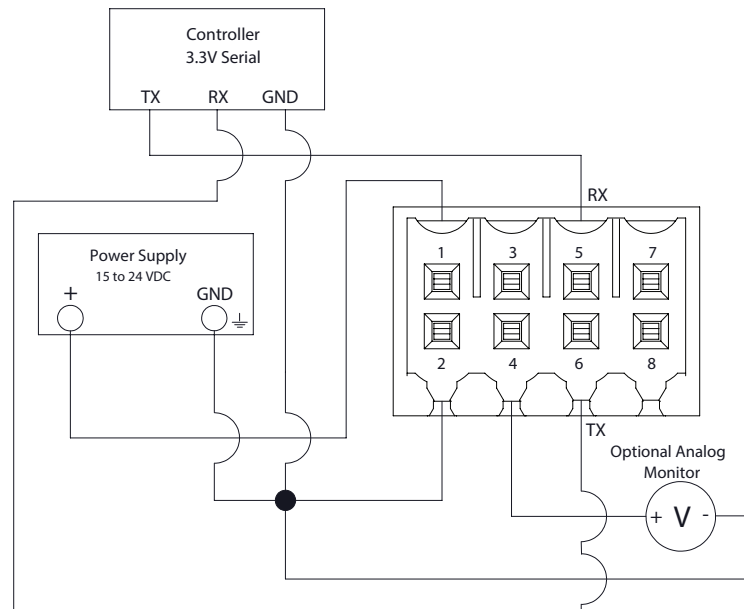 Controller
3.3V Serial
TX RX GND
RX
Power Supply
15 to 24 VDC
+ GND
1 3 5 7
2 4 6 8
TX
Optional Analog
Monitor
+ V -